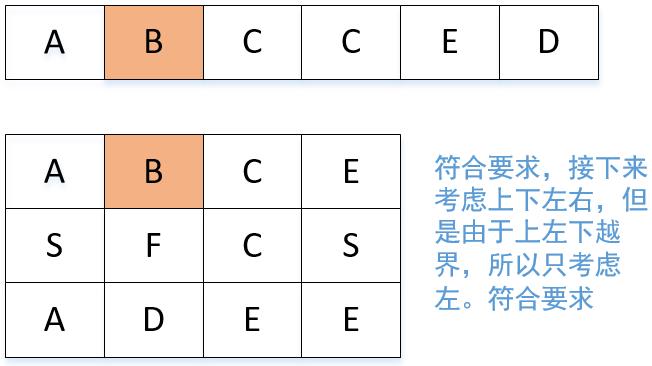 A B C C E D
A B C E
S F C S
A D E E
符合要求，接下来
考虑上下左右，但
是由于上左下越
界，所以只考虑
左。符合要求